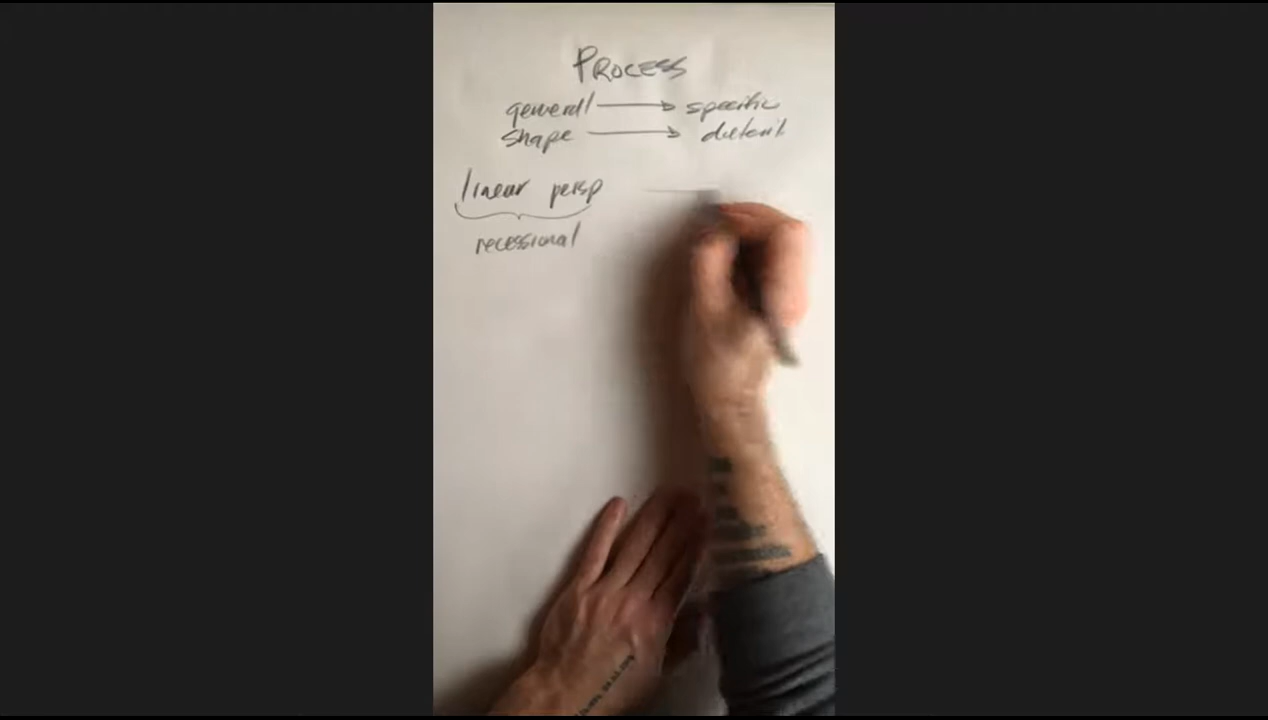 PROCESS
general → specific
shape → detail
linear persp
recessional